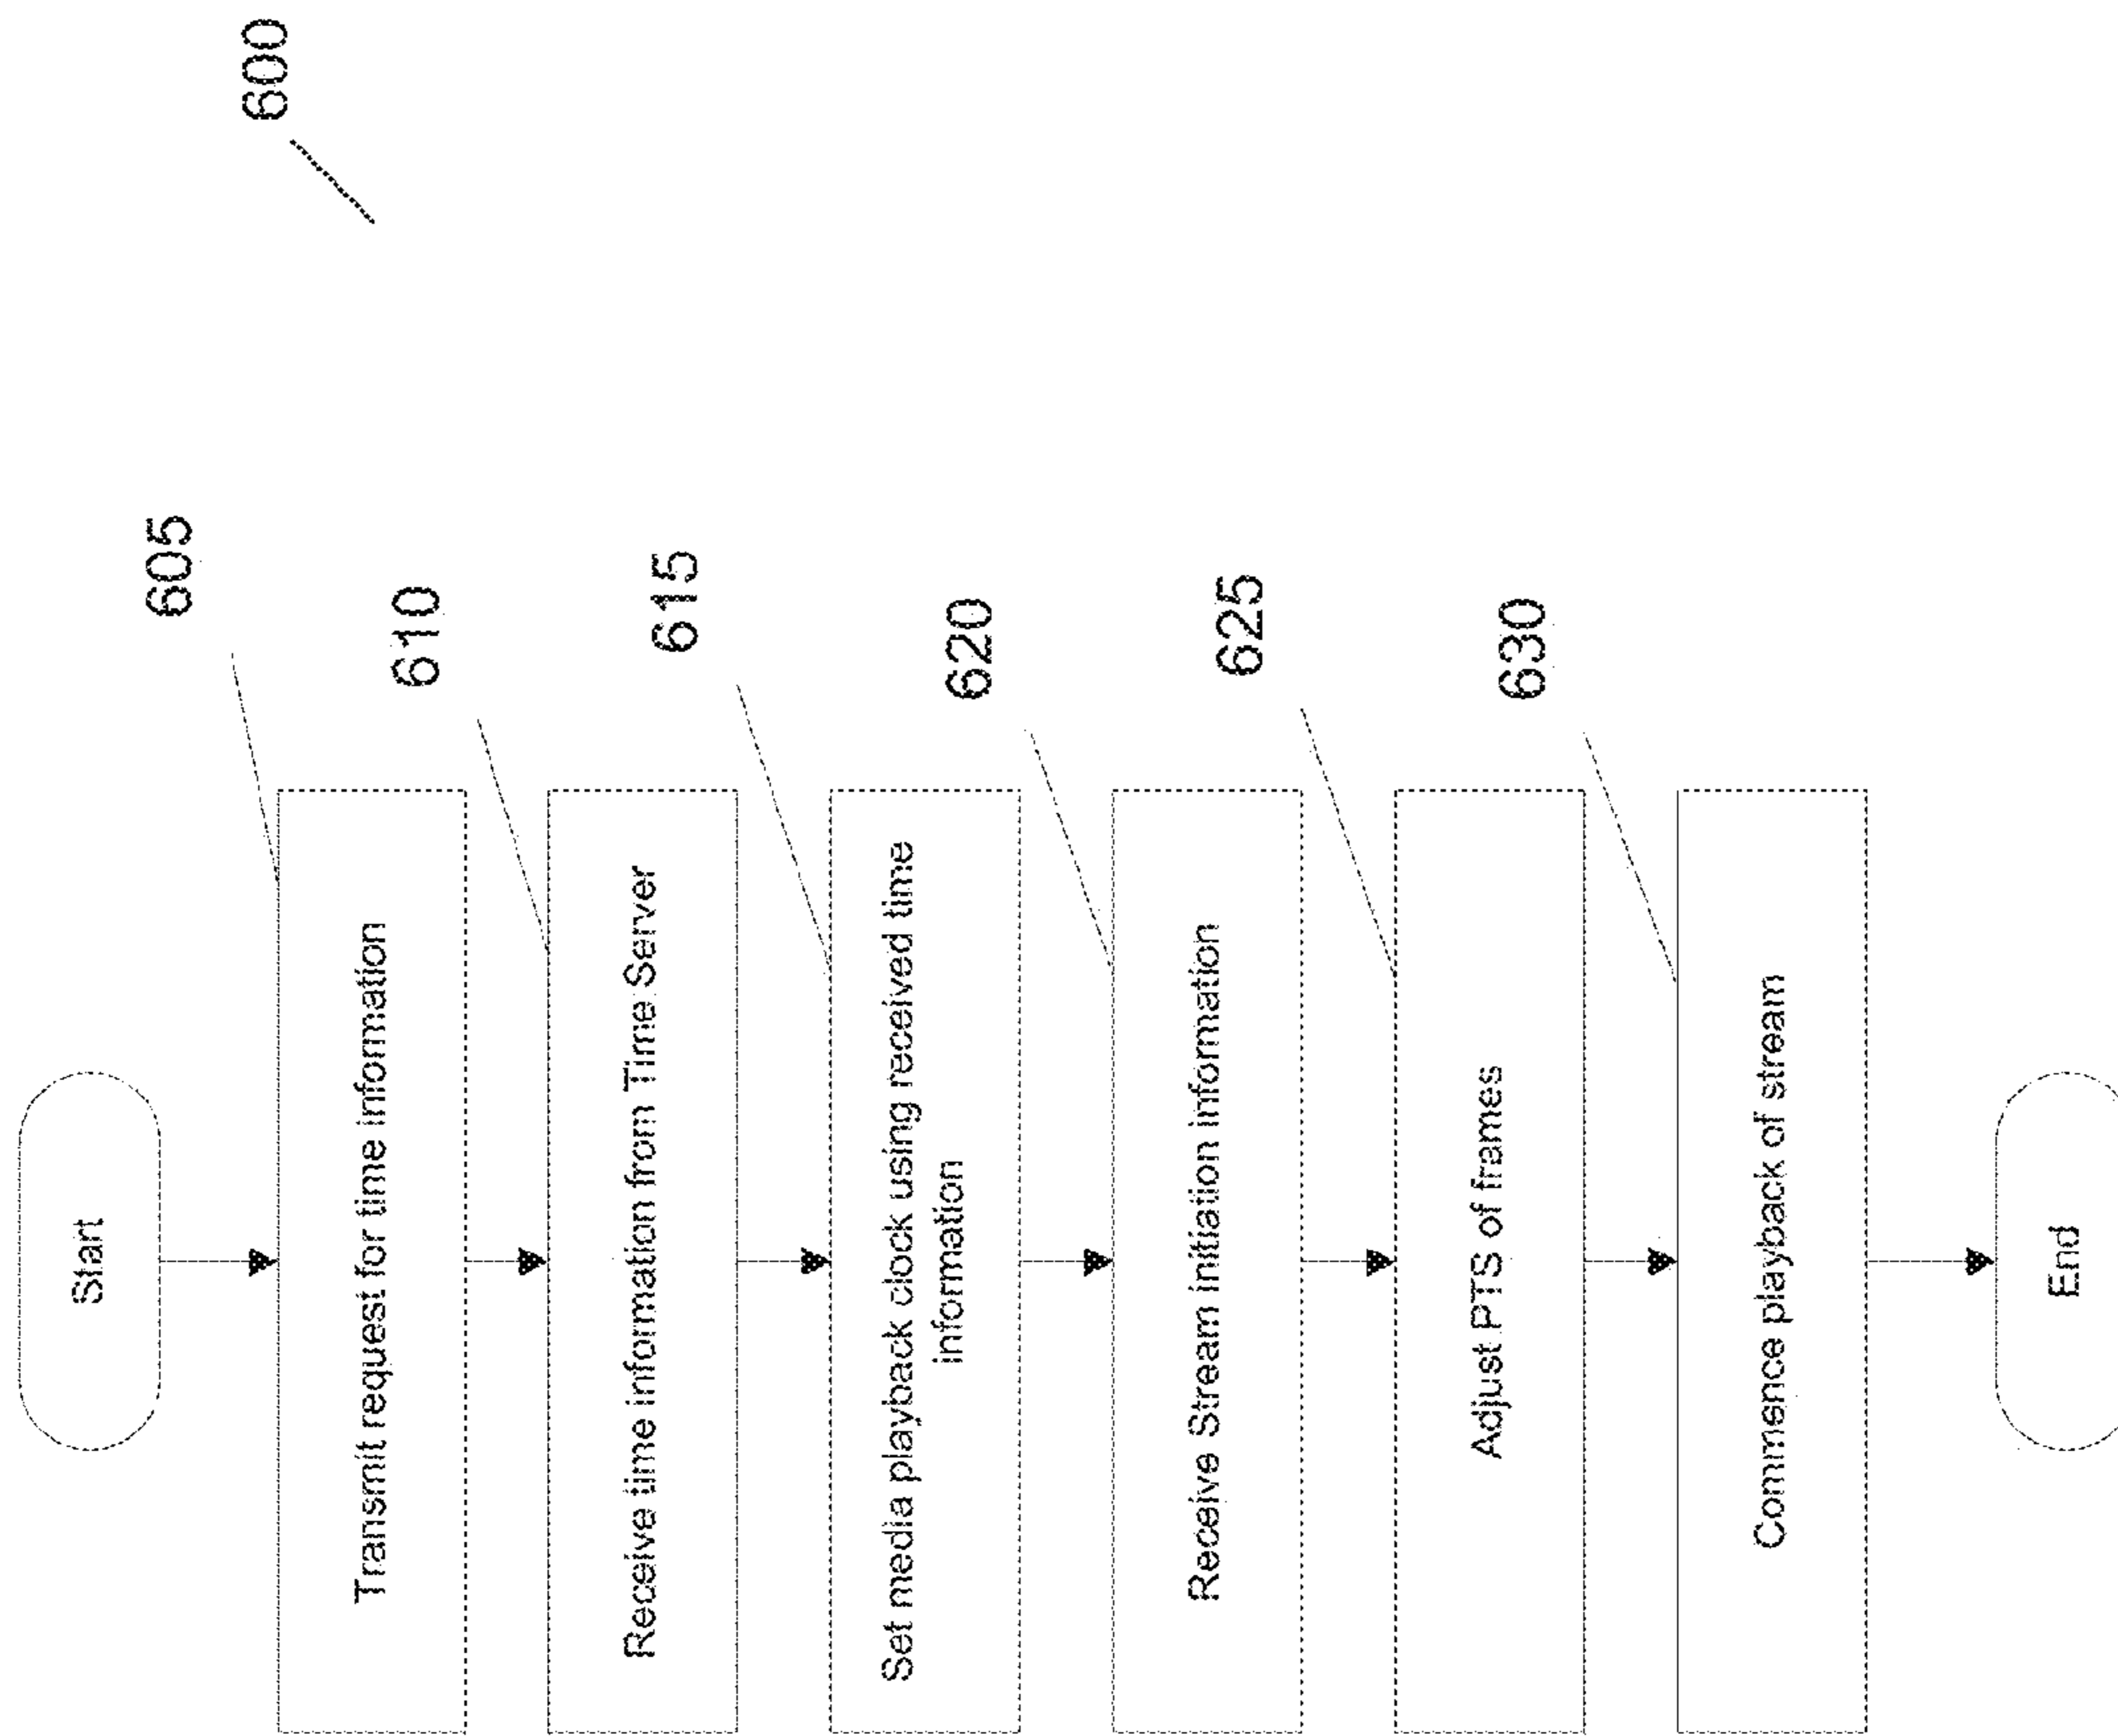 600
Start
605
Transmit request for time information
610
Receive time information from Time Server
615
Set media playback clock using received time
information
620
Receive Stream initiation information
625
Adjust PTS of frames
630
Commence playback of stream
End